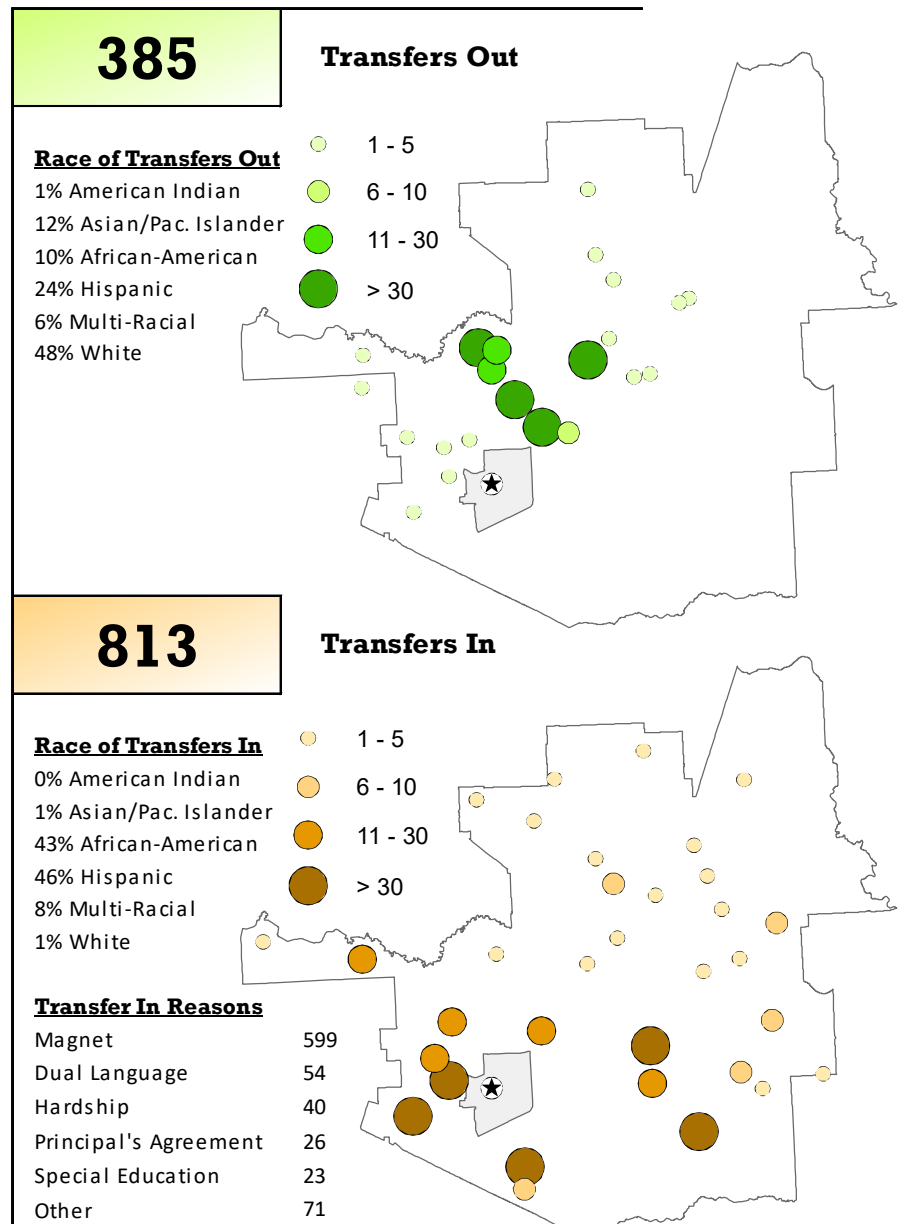 385
Transfers Out
Race of Transfers Out
1% American Indian
12% Asian/Pac. Islander
10% African-American
24% Hispanic
6% Multi-Racial
48% White
1 - 5
6 - 10
11 - 30
> 30
813
Transfers In
Race of Transfers In
0% American Indian
1% Asian/Pac. Islander
43% African-American
46% Hispanic
8% Multi-Racial
1% White
1 - 5
6 - 10
11 - 30
> 30
Transfer In Reasons
Magnet 599
Dual Language 54
Hardship 40
Principal's Agreement 26
Special Education 23
Other 71